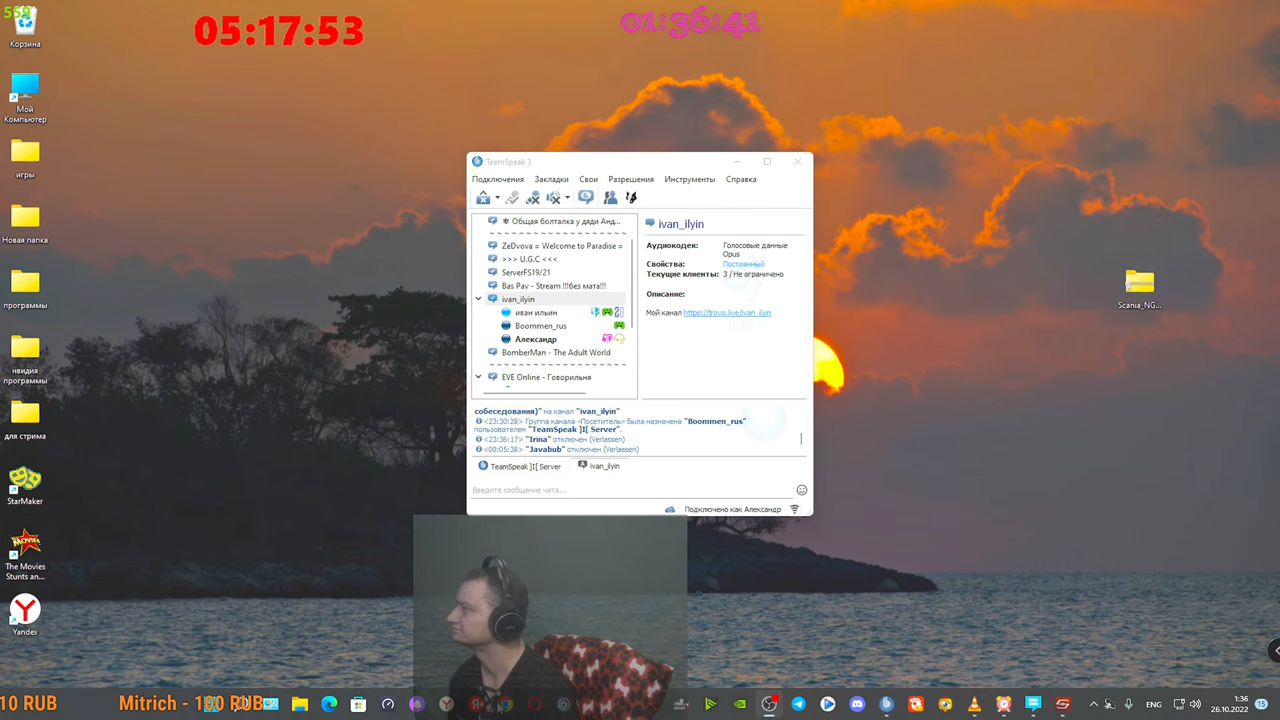 559
05:17:53
01:36:41
Корзина
Мой
Компьютер
игры
Новая папка
программы
нвидия
программы
для стрима
StarMaker
The Movies
Stunts an...
Yandex
Scania_NG...
TeamSpeak 3
Подключения Закладки Свои Разрешения Инструменты Справка
✻ Общая болталка у дяди Анд...
~ ~ ~ ~ ~ ~ ~ ~ ~ ~ ~ ~ ~ ~ ~ ~ ~ ~
ZeDvova = Welcome to Paradise =
>>> U.G.C <<<
ServerFS19/21
Bas Pav - Stream !!!без мата!!!
ivan_ilyin
иван ильин
Boommen_rus
Александр
BomberMan - The Adult World
~ ~ ~ ~ ~ ~ ~ ~ ~ ~ ~ ~ ~ ~ ~ ~ ~ ~
EVE Online - Говорильня
ivan_ilyin
Аудиокодек: Голосовые данные
Opus
Свойства: Постоянный
Текущие клиенты: 3 / Не ограничено
Описание:
Мой канал https://trovo.live/ivan_ilyin
собеседования)" на канал "ivan_ilyin"
<23:30:28> Группа канала «Посетитель» была назначена "Boommen_rus"
пользователен "TeamSpeak ]I[ Server".
<23:36:17> "Irina" отключен (Verlassen)
<00:05:38> "Javabub" отключен (Verlassen)
TeamSpeak ]I[ Server ivan_ilyin
Введите сообщение чата...
Подключено как Александр
10 RUB Mitrich - 100 RUB
ENG
1:36
26.10.2022
15